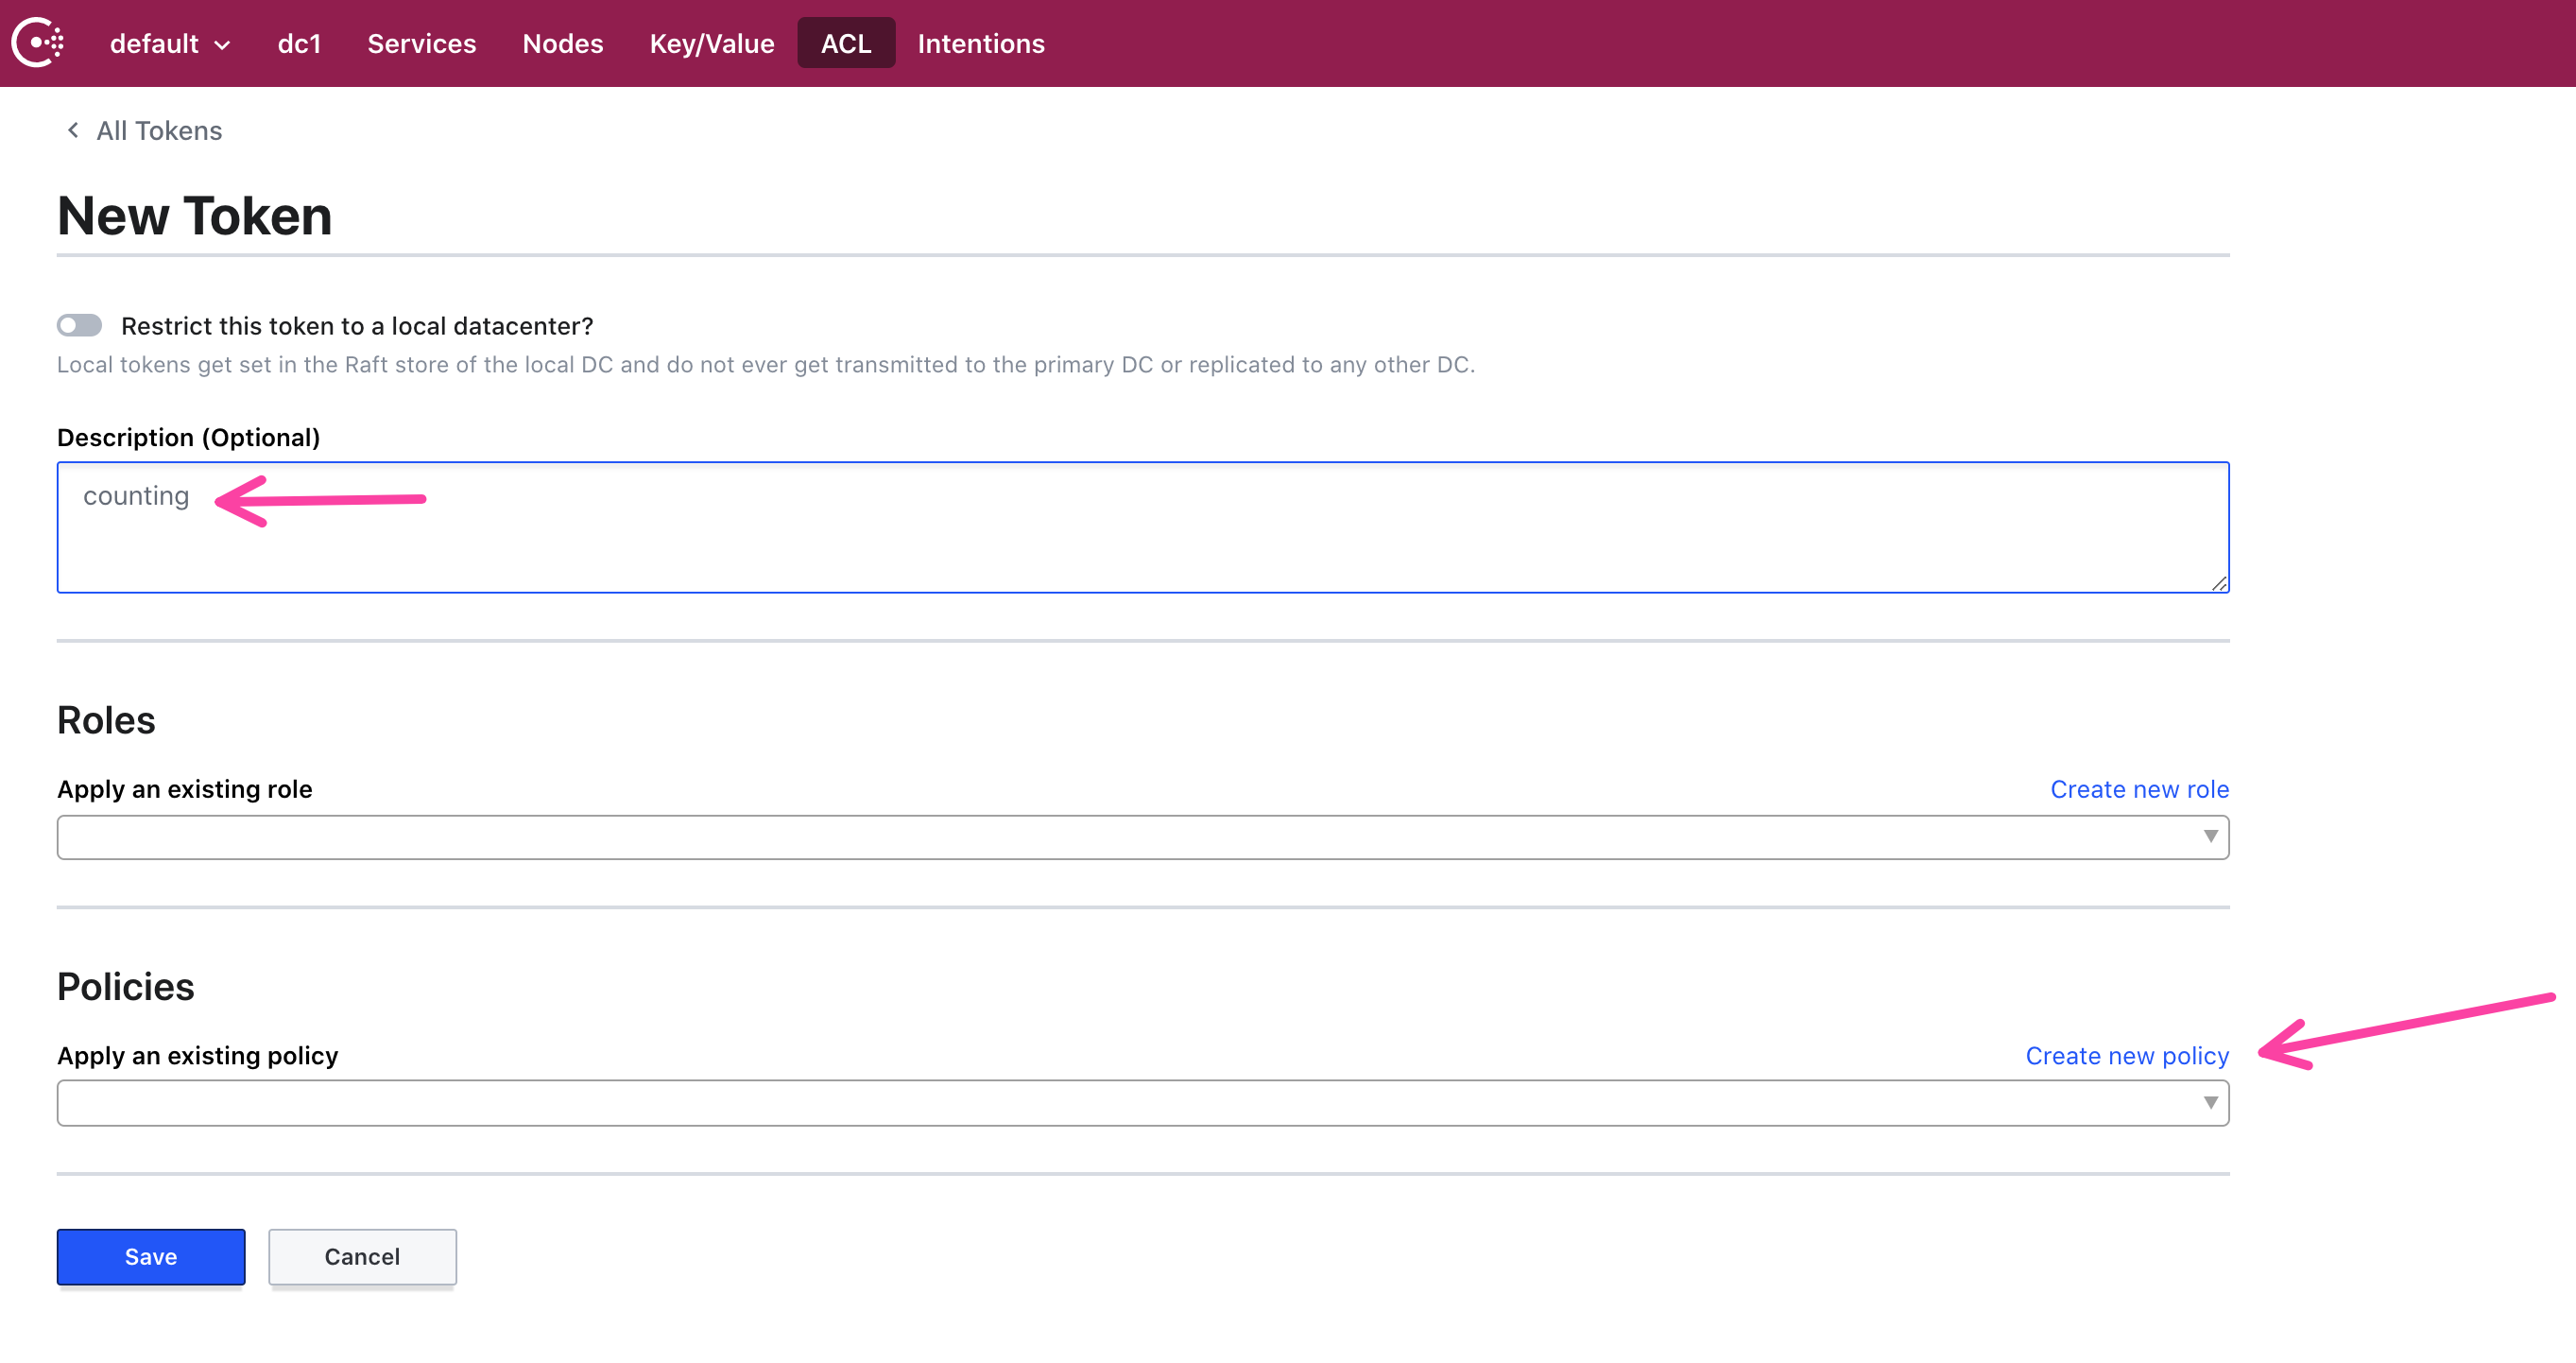 default dc1 Services Nodes Key/Value ACL Intentions
All Tokens
New Token
Restrict this token to a local datacenter?
Local tokens get set in the Raft store of the local DC and do not ever get transmitted to the primary DC or replicated to any other DC.
Description (Optional)
counting
Roles
Apply an existing role Create new role
Policies
Apply an existing policy Create new policy
Save Cancel